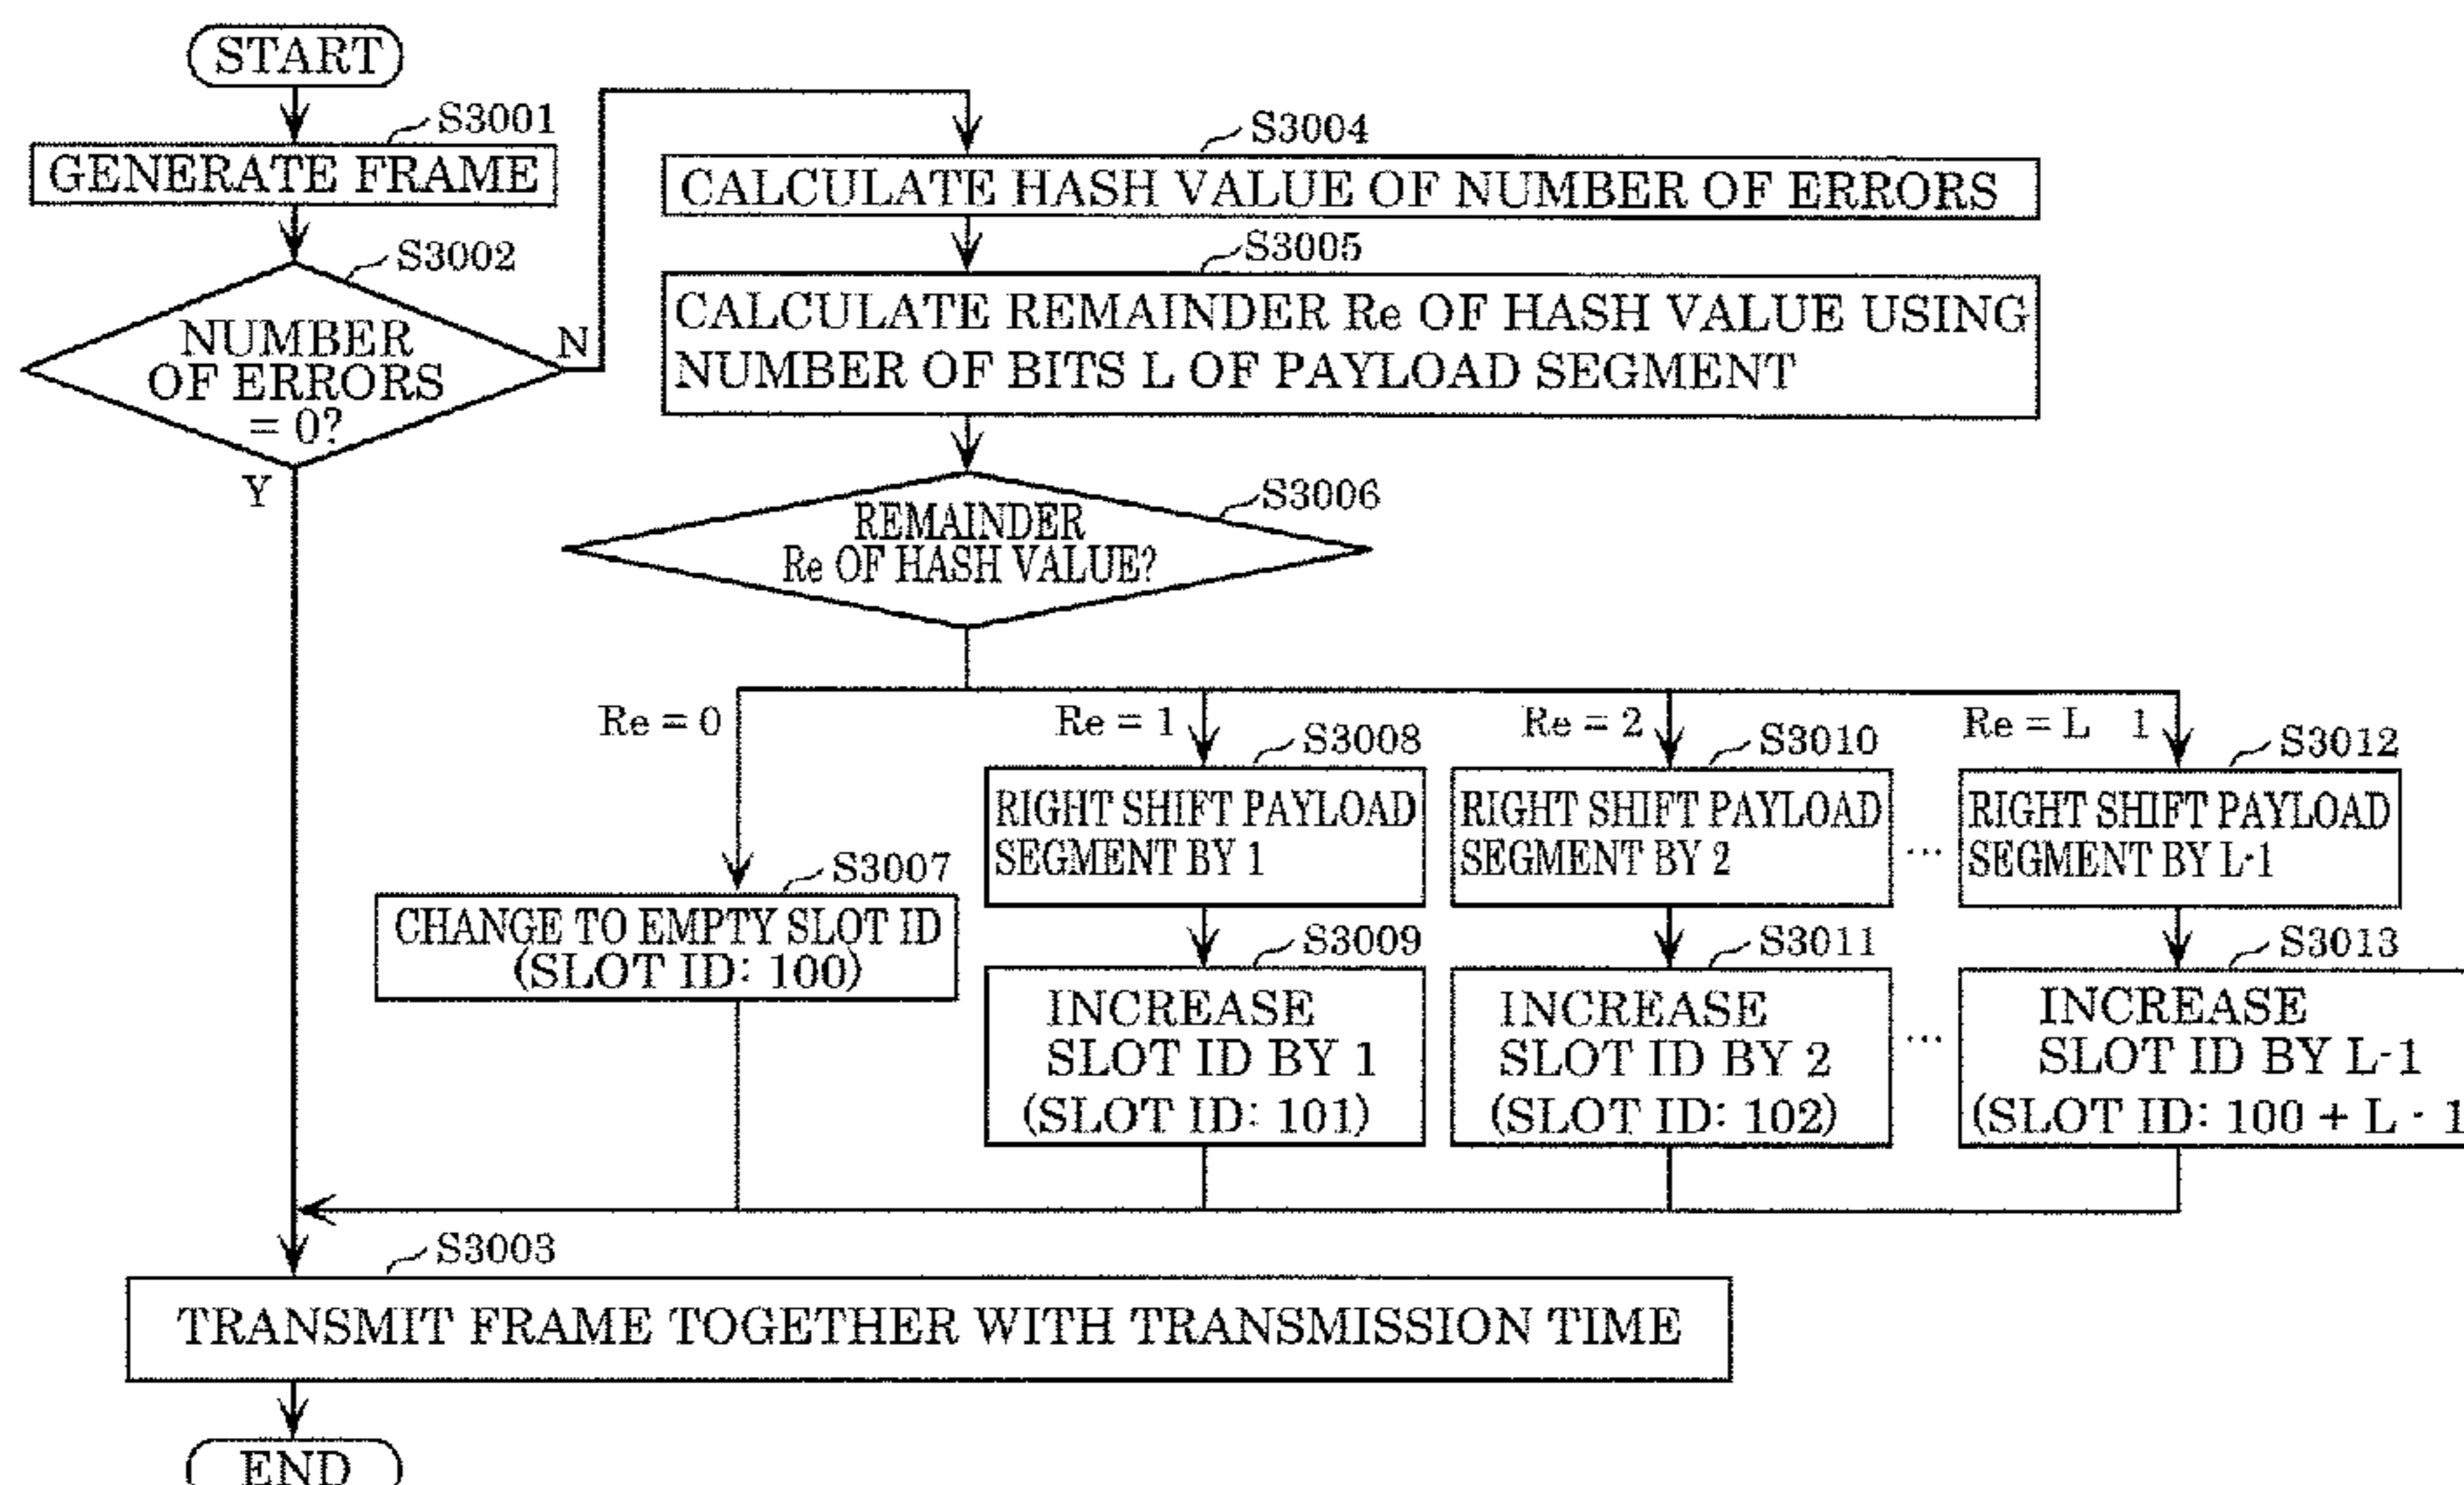 START
S3001
GENERATE FRAME
S3002
NUMBER
OF ERRORS
= 0?
N
Y
S3004
CALCULATE HASH VALUE OF NUMBER OF ERRORS
S3005
CALCULATE REMAINDER Re OF HASH VALUE USING
NUMBER OF BITS L OF PAYLOAD SEGMENT
S3006
REMAINDER
Re OF HASH VALUE?
Re = 0
S3007
CHANGE TO EMPTY SLOT ID
(SLOT ID: 100)
Re = 1
S3008
RIGHT SHIFT PAYLOAD
SEGMENT BY 1
S3009
INCREASE
SLOT ID BY 1
(SLOT ID: 101)
Re = 2
S3010
RIGHT SHIFT PAYLOAD
SEGMENT BY 2
S3011
INCREASE
SLOT ID BY 2
(SLOT ID: 102)
...
...
Re = L 1
S3012
RIGHT SHIFT PAYLOAD
SEGMENT BY L-1
S3013
INCREASE
SLOT ID BY L-1
(SLOT ID: 100 + L - 1
S3003
TRANSMIT FRAME TOGETHER WITH TRANSMISSION TIME
END